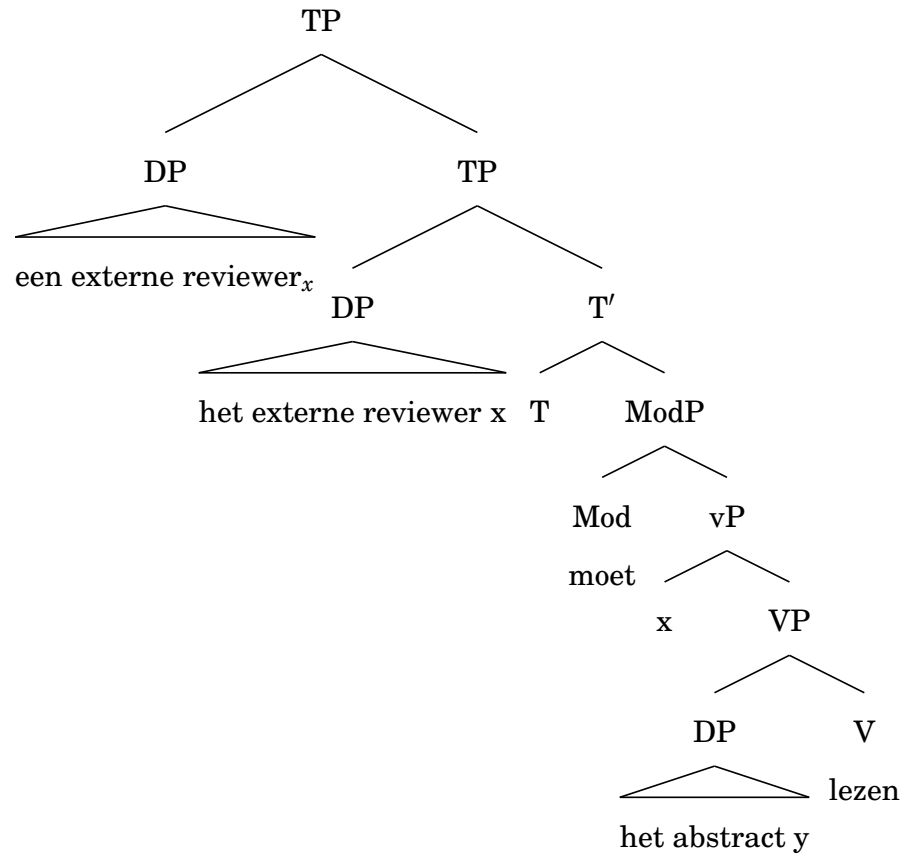 TP
DP TP
een externe reviewerₓ
DP T′
het externe reviewer x T ModP
Mod vP
moet
x VP
DP V
lezen
het abstract y